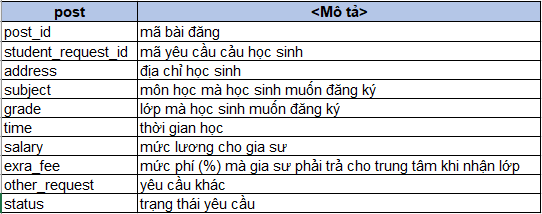 post <Mô tả>
post_id mã bài đăng
student_request_id mã yêu cầu cảu học sinh
address địa chỉ học sinh
subject môn học mà học sinh muốn đăng ký
grade lớp mà học sinh muốn đăng ký
time thời gian học
salary mức lương cho gia sư
exra_fee mức phí (%) mà gia sư phải trả cho trung tâm khi nhận lớp
other_request yêu cầu khác
status trạng thái yêu cầu